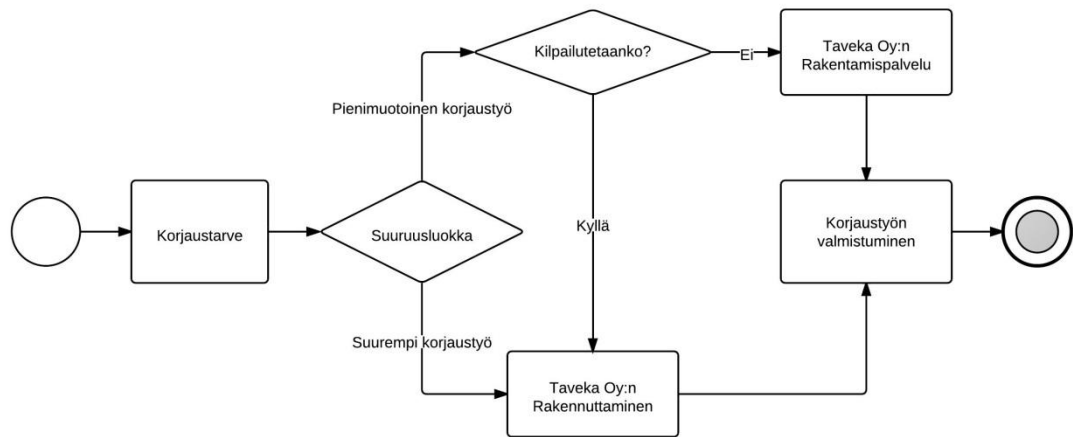 Kilpailutetaanko?
Ei
Taveka Oy:n
Rakentamispalvelu
Pienimuotoinen korjaustyö
Korjaustarve
Suuruusluokka
Kyllä
Korjaustyön
valmistuminen
Suurempi korjaustyö
Taveka Oy:n
Rakennuttaminen